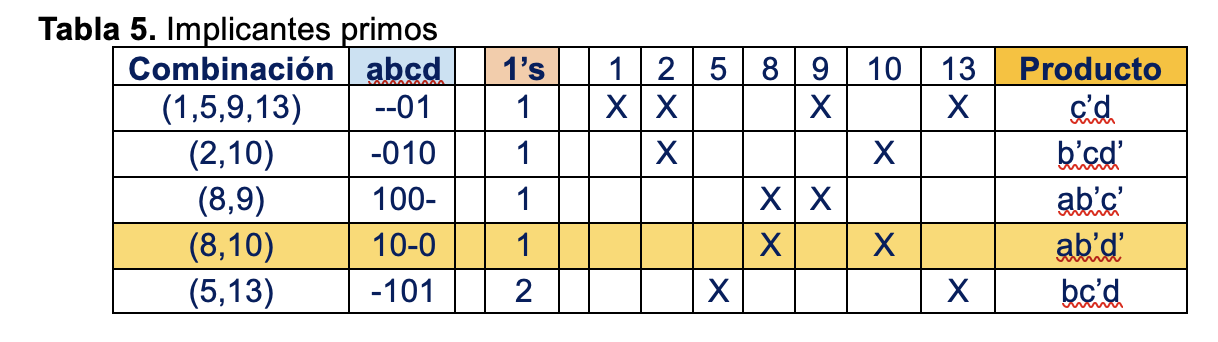 Tabla 5. Implicantes primos
Combinación abcd 1’s 1 2 5 8 9 10 13 Producto
(1,5,9,13) --01 1 X X X X c’d
(2,10) -010 1 X X b’cd’
(8,9) 100- 1 X X ab’c’
(8,10) 10-0 1 X X ab’d’
(5,13) -101 2 X X bc’d